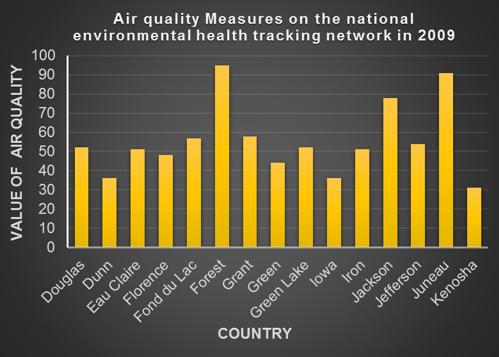 Air quality Measures on the national
environmental health tracking network in 2009
VALUE OF AIR QUALITY
100
90
80
70
60
50
40
30
20
10
0
Douglas
Dunn
Eau Claire
Florence
Fond du Lac
Forest
Grant
Green
Green Lake
Iowa
Iron
Jackson
Jefferson
Juneau
Kenosha
COUNTRY